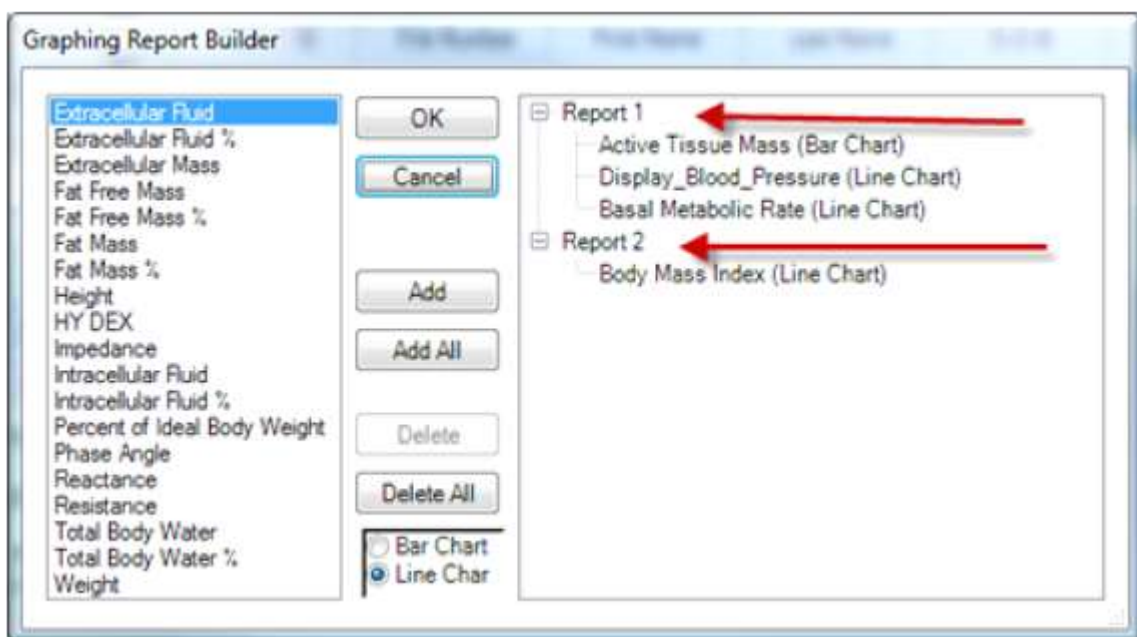 Graphing Report Builder
Extracellular Fluid
Extracellular Fluid %
Extracellular Mass
Fat Free Mass
Fat Free Mass %
Fat Mass
Fat Mass %
Height
HY DEX
Impedance
Intracellular Fluid
Intracellular Fluid %
Percent of Ideal Body Weight
Phase Angle
Reactance
Resistance
Total Body Water
Total Body Water %
Weight
OK
Cancel
Add
Add All
Delete
Delete All
Bar Chart
Line Char
Report 1
Active Tissue Mass (Bar Chart)
Display_Blood_Pressure (Line Chart)
Basal Metabolic Rate (Line Chart)
Report 2
Body Mass Index (Line Chart)